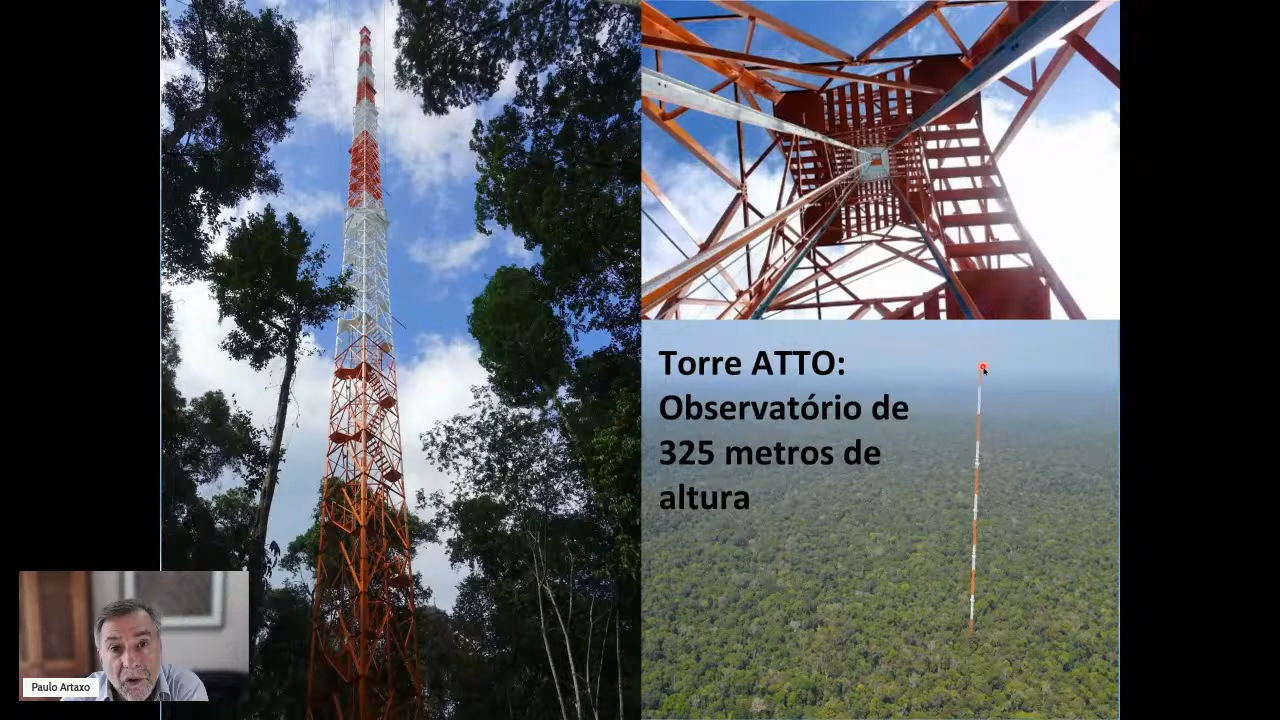 Torre ATTO:
Observatório de
325 metros de
altura
Paulo Artaxo